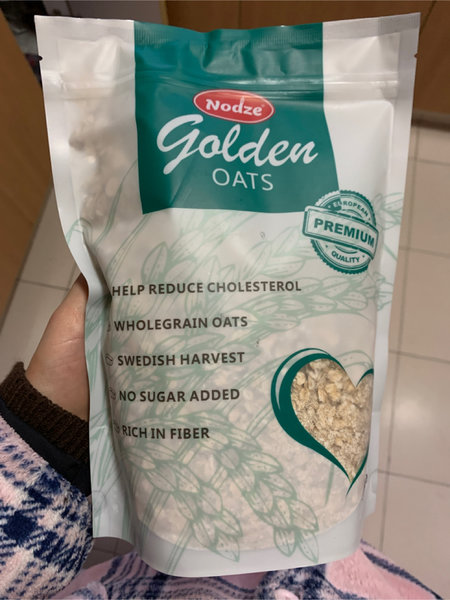 Nodze
Golden
OATS
EUROPEAN
PREMIUM
QUALITY
HELP REDUCE CHOLESTEROL
WHOLEGRAIN OATS
SWEDISH HARVEST
NO SUGAR ADDED
RICH IN FIBER